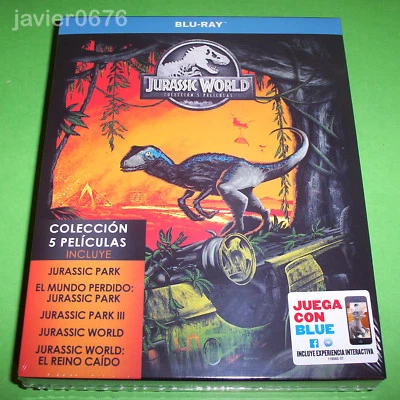 javier0676
BLU-RAY
JURASSIC WORLD
COLECCIÓN 5 PELÍCULAS
COLECCIÓN
5 PELÍCULAS
INCLUYE
JURASSIC PARK
EL MUNDO PERDIDO:
JURASSIC PARK
JURASSIC PARK III
JURASSIC WORLD
JURASSIC WORLD:
EL REINO CAÍDO
JUEGA
CON
BLUE
INCLUYE EXPERIENCIA INTERACTIVA